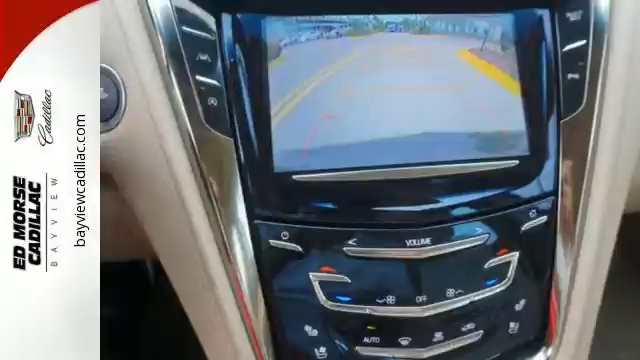 ED MORSE
CADILLAC
BAYVIEW
Cadillac
bayviewcadillac.com
VOLUME
OFF
AUTO